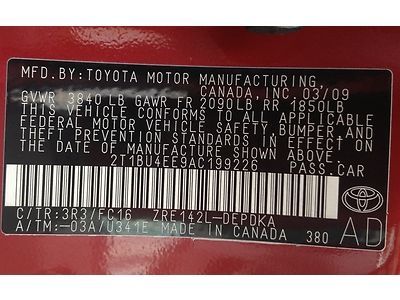 MFD.BY:TOYOTA MOTOR MANUFACTURING,
CANADA,INC. 03/09
GVWR 3840 LB GAWR FR 2090LB RR 1850LB
THIS VEHICLE CONFORMS TO ALL APPLICABLE
FEDERAL MOTOR VEHICLE SAFETY, BUMPER, AND
THEFT PREVENTION STANDARDS IN EFFECT ON
THE DATE OF MANUFACTURE SHOWN ABOVE.
2T1BU4EE9AC199226 PASS.CAR
C/TR:3R3/FC16 ZRE142L-DEPDKA
A/TM:-03A/U341E MADE IN CANADA 380 AD
TOYOTA